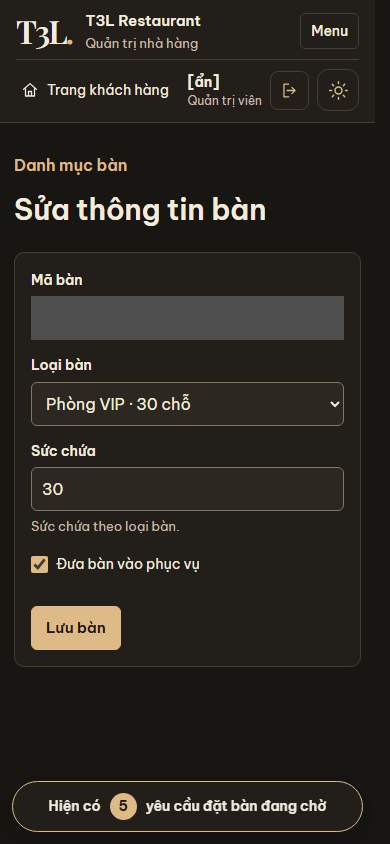 T3L.
T3L Restaurant
Quản trị nhà hàng
Menu
Trang khách hàng
[ẩn]
Quản trị viên
Danh mục bàn
Sửa thông tin bàn
Mã bàn
Loại bàn
Phòng VIP · 30 chỗ
Sức chứa
30
Sức chứa theo loại bàn.
Đưa bàn vào phục vụ
Lưu bàn
Hiện có 5 yêu cầu đặt bàn đang chờ